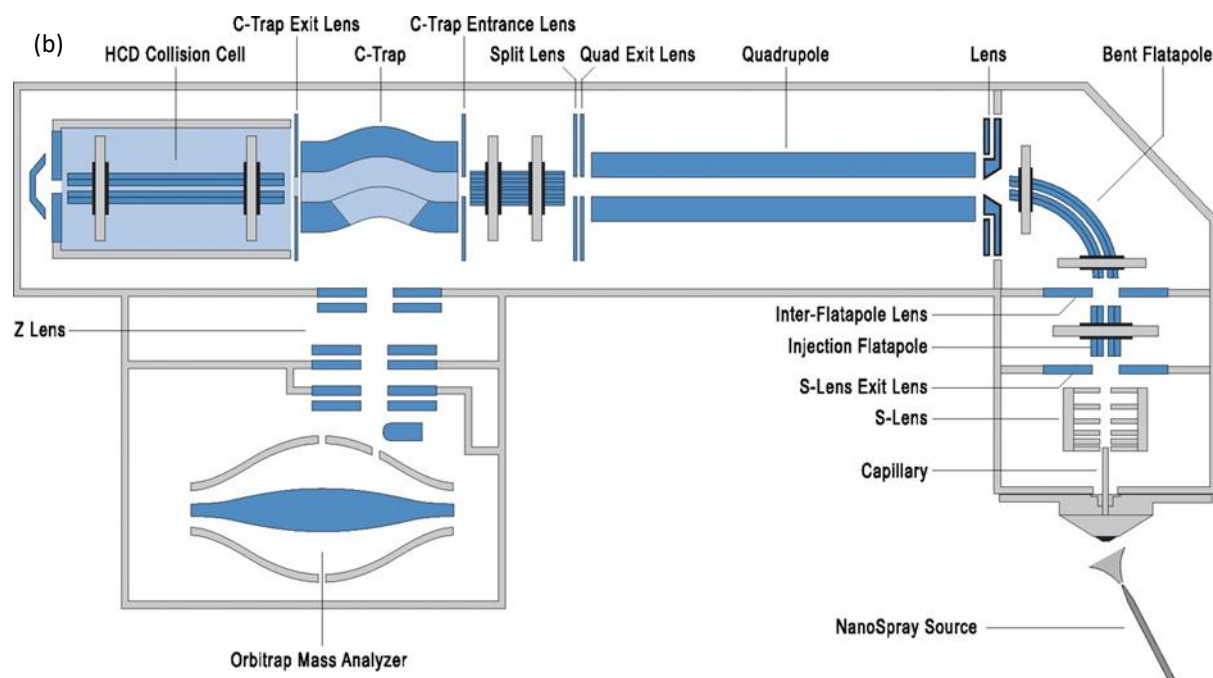 (b)
C-Trap Exit Lens
C-Trap Entrance Lens
HCD Collision Cell
C-Trap
Split Lens
Quad Exit Lens
Quadrupole
Lens
Bent Flatapole
Z Lens
Inter-Flatapole Lens
Injection Flatapole
S-Lens Exit Lens
S-Lens
Capillary
NanoSpray Source
Orbitrap Mass Analyzer